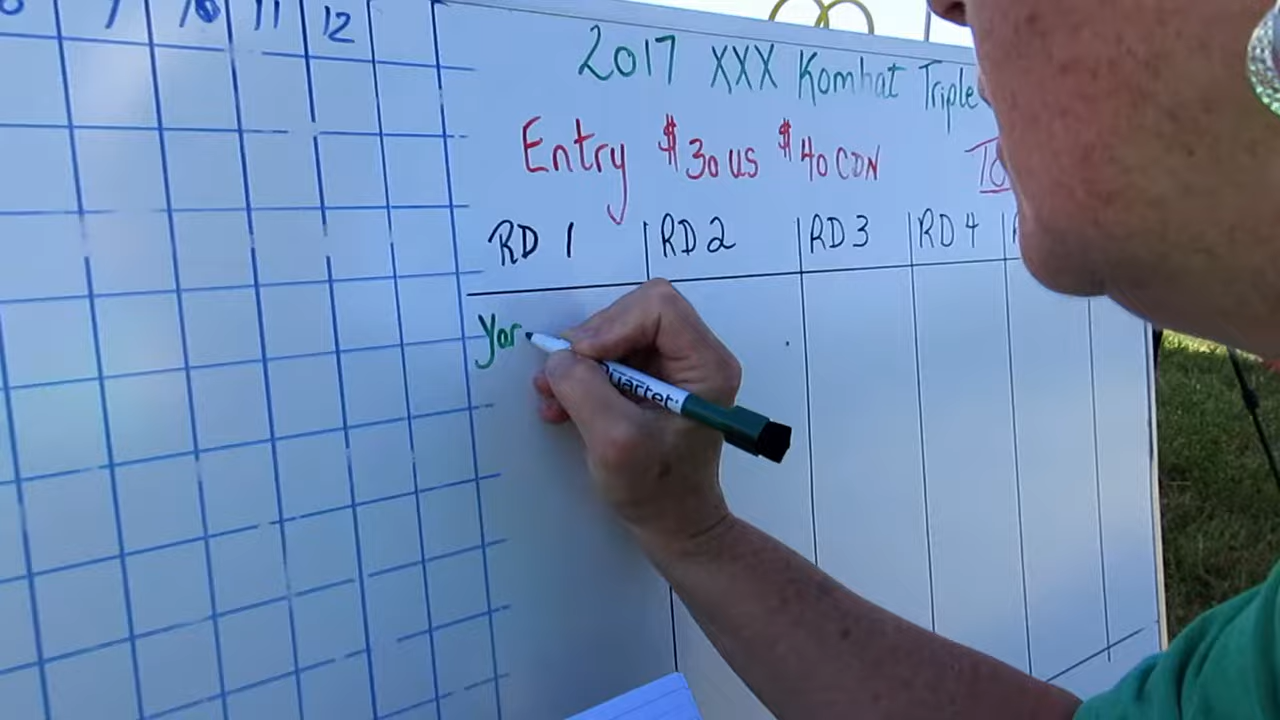 7 10 11 12
2017 XXX Kombat Triple
Entry $30 US $40 CDN
RD 1 RD 2 RD 3 RD 4
Yar
Quartet